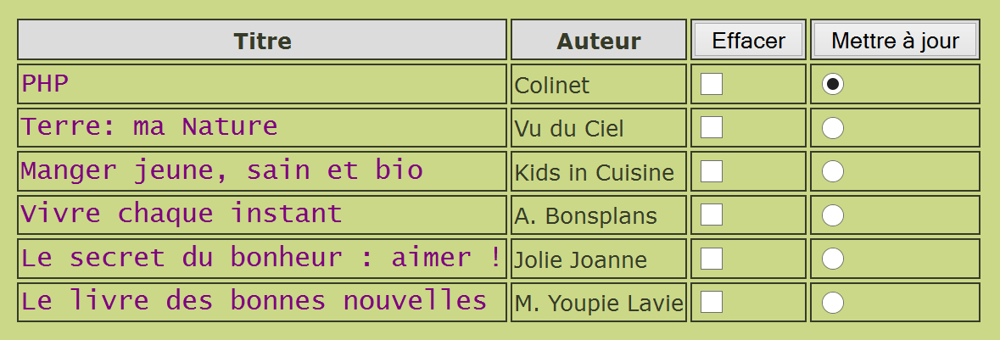 Titre Auteur Effacer Mettre à jour
PHP Colinet
Terre: ma Nature Vu du Ciel
Manger jeune, sain et bio Kids in Cuisine
Vivre chaque instant A. Bonsplans
Le secret du bonheur : aimer ! Jolie Joanne
Le livre des bonnes nouvelles M. Youpie Lavie